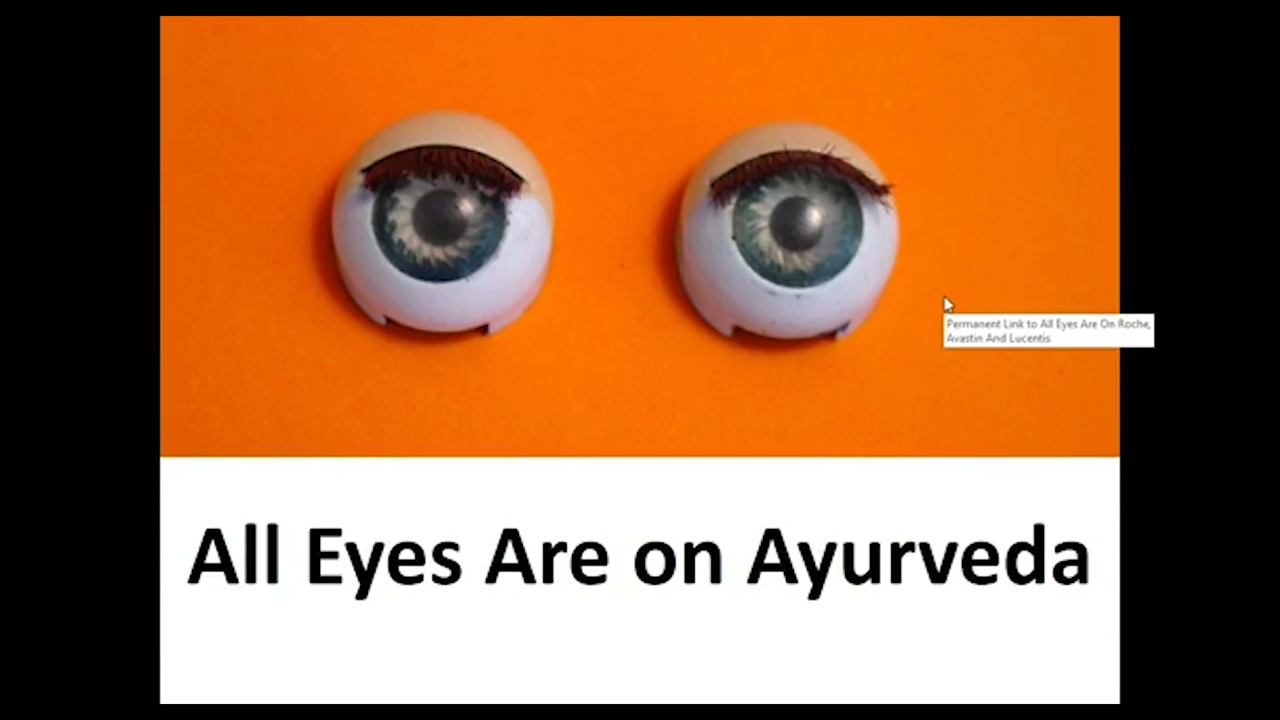 Permanent Link to All Eyes Are On Roche,
Avastin And Lucentis
All Eyes Are on Ayurveda